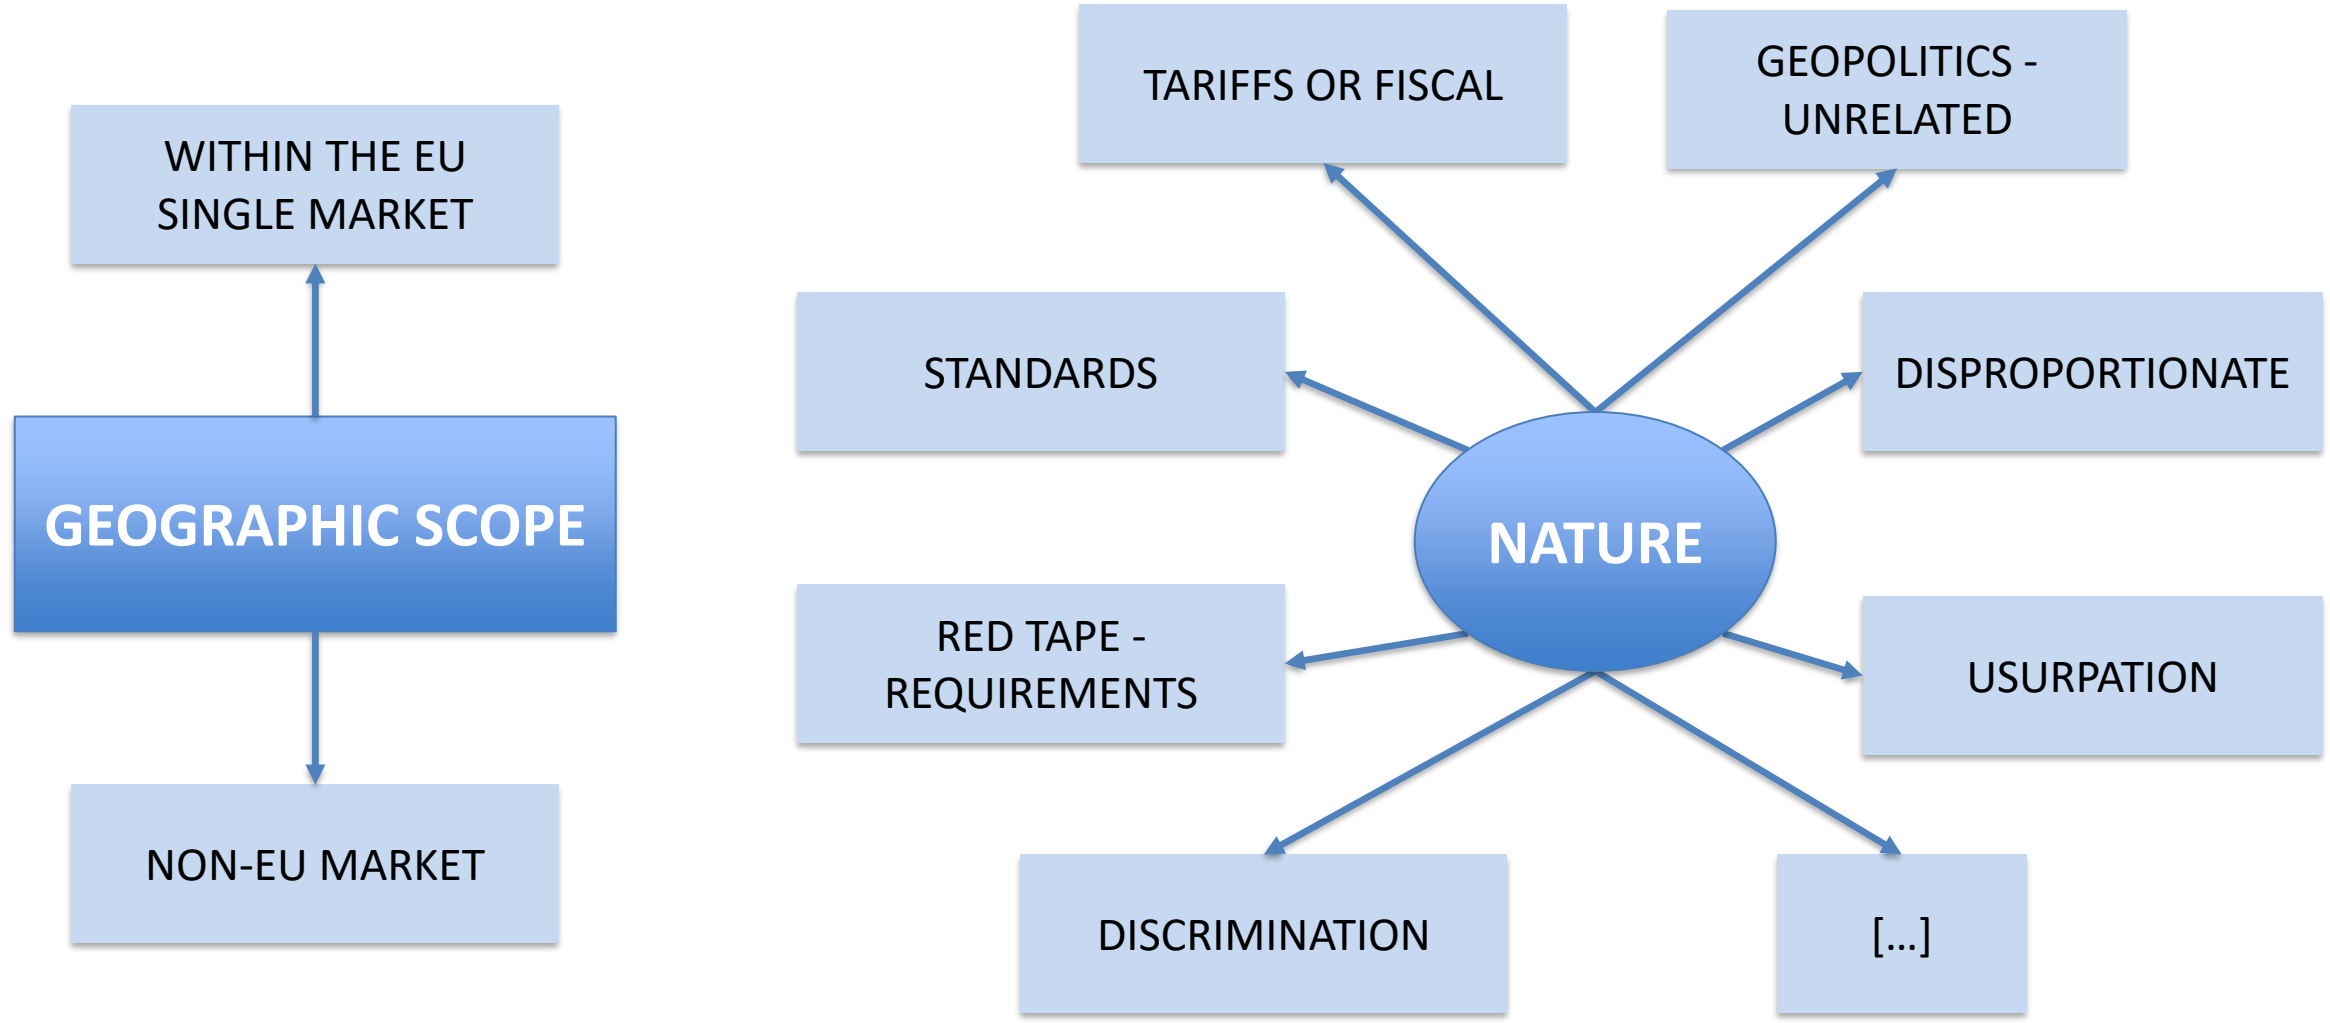 WITHIN THE EU
SINGLE MARKET
GEOGRAPHIC SCOPE
NON-EU MARKET
TARIFFS OR FISCAL
GEOPOLITICS -
UNRELATED
STANDARDS
DISPROPORTIONATE
NATURE
RED TAPE -
REQUIREMENTS
USURPATION
DISCRIMINATION
[...]